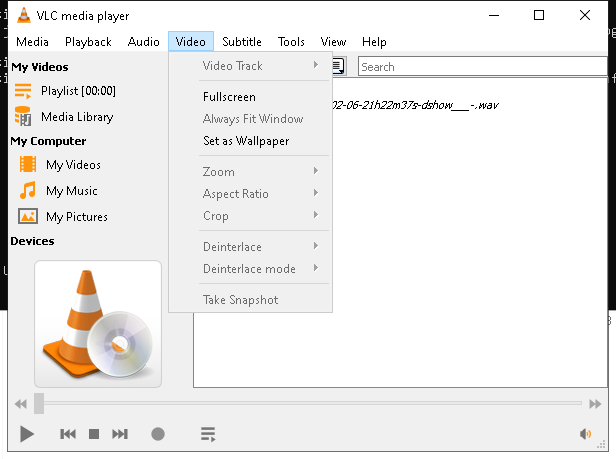 VLC media player
Media Playback Audio Video Subtitle Tools View Help
My Videos
Playlist [00:00]
Media Library
My Computer
My Videos
My Music
My Pictures
Devices
Video Track
Fullscreen
Always Fit Window
Set as Wallpaper
Zoom
Aspect Ratio
Crop
Deinterlace
Deinterlace mode
Take Snapshot
Search
02-06-21h22m37s-dshow___-.wav